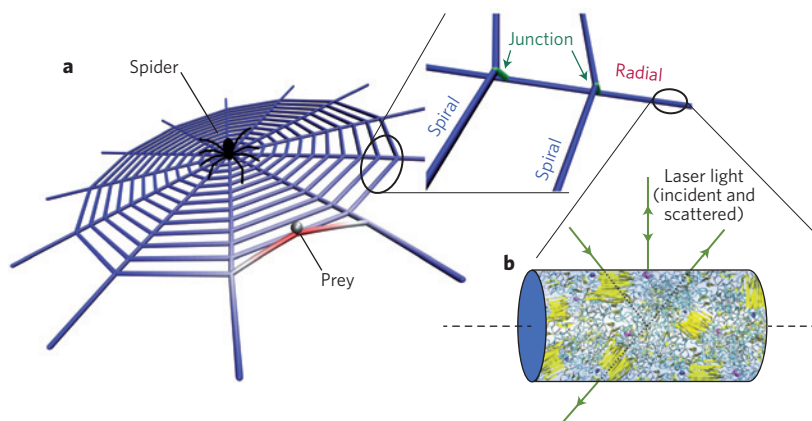 a
Spider
Prey
Junction
Radial
Spiral
Spiral
Laser light
(incident and
scattered)
b